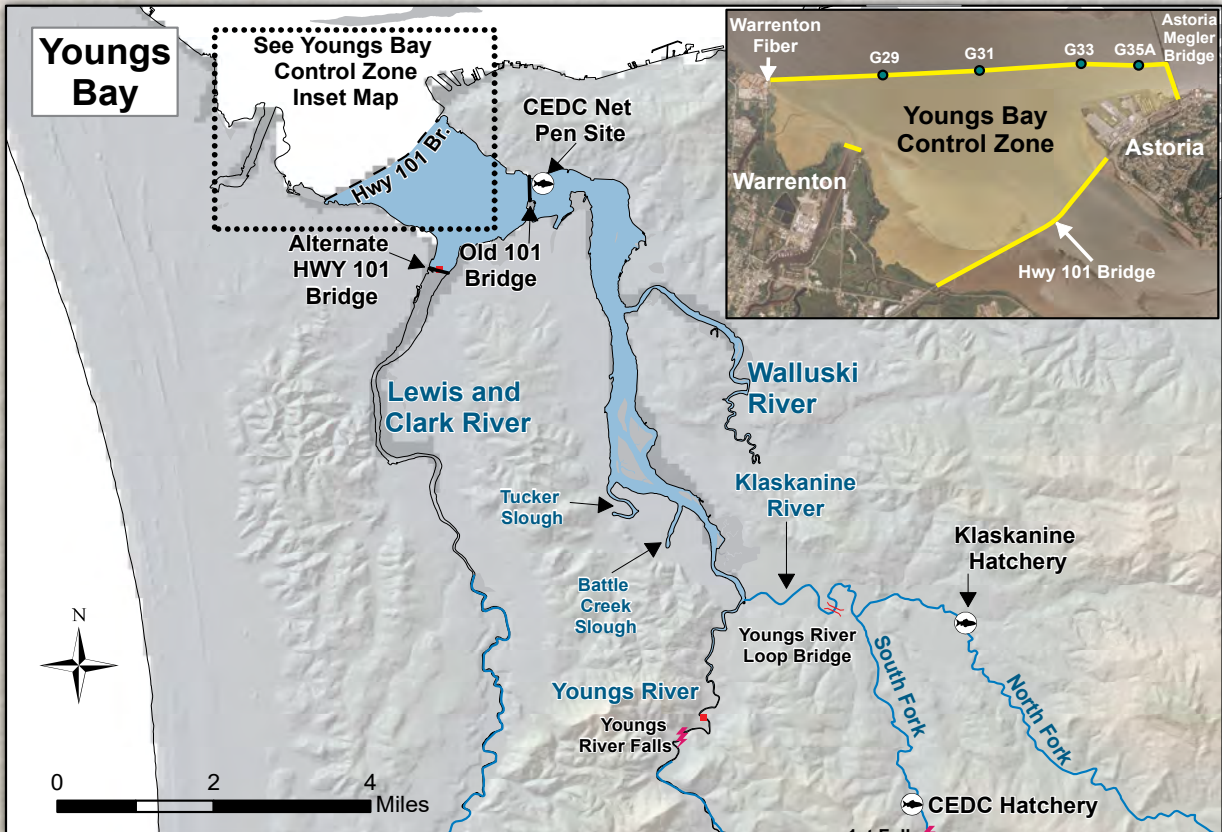 Youngs
Bay
See Youngs Bay
Control Zone
Inset Map
Hwy 101 Br.
CEDC Net
Pen Site
Alternate
HWY 101
Bridge
Old 101
Bridge
Warrenton
Fiber
G29
G31
G33
G35A
Astoria
Megler
Bridge
Youngs Bay
Control Zone
Astoria
Warrenton
Hwy 101 Bridge
Lewis and
Clark River
Walluski
River
Tucker
Slough
Klaskanine
River
Klaskanine
Hatchery
Battle
Creek
Slough
Youngs River
Loop Bridge
South Fork
North Fork
Youngs River
Youngs
River Falls
N
0 2 4
Miles
CEDC Hatchery